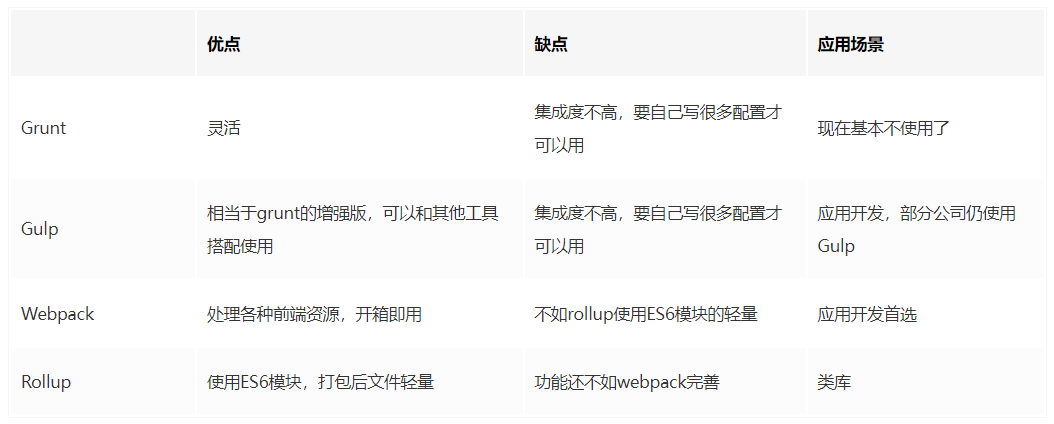 优点 缺点 应用场景
Grunt 灵活 集成度不高，要自己写很多配置才可以用 现在基本不使用了
Gulp 相当于grunt的增强版，可以和其他工具搭配使用 集成度不高，要自己写很多配置才可以用 应用开发，部分公司仍使用Gulp
Webpack 处理各种前端资源，开箱即用 不如rollup使用ES6模块的轻量 应用开发首选
Rollup 使用ES6模块，打包后文件轻量 功能还不如webpack完善 类库